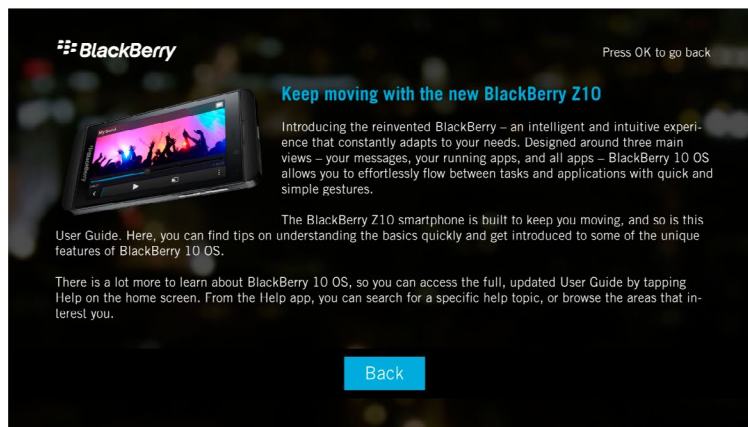 BlackBerry
Press OK to go back
Keep moving with the new BlackBerry Z10
Introducing the reinvented BlackBerry – an intelligent and intuitive experi-
ence that constantly adapts to your needs. Designed around three main
views – your messages, your running apps, and all apps – BlackBerry 10 OS
allows you to effortlessly flow between tasks and applications with quick and
simple gestures.
The BlackBerry Z10 smartphone is built to keep you moving, and so is this
User Guide. Here, you can find tips on understanding the basics quickly and get introduced to some of the unique
features of BlackBerry 10 OS.
There is a lot more to learn about BlackBerry 10 OS, so you can access the full, updated User Guide by tapping
Help on the home screen. From the Help app, you can search for a specific help topic, or browse the areas that in-
terest you.
Back